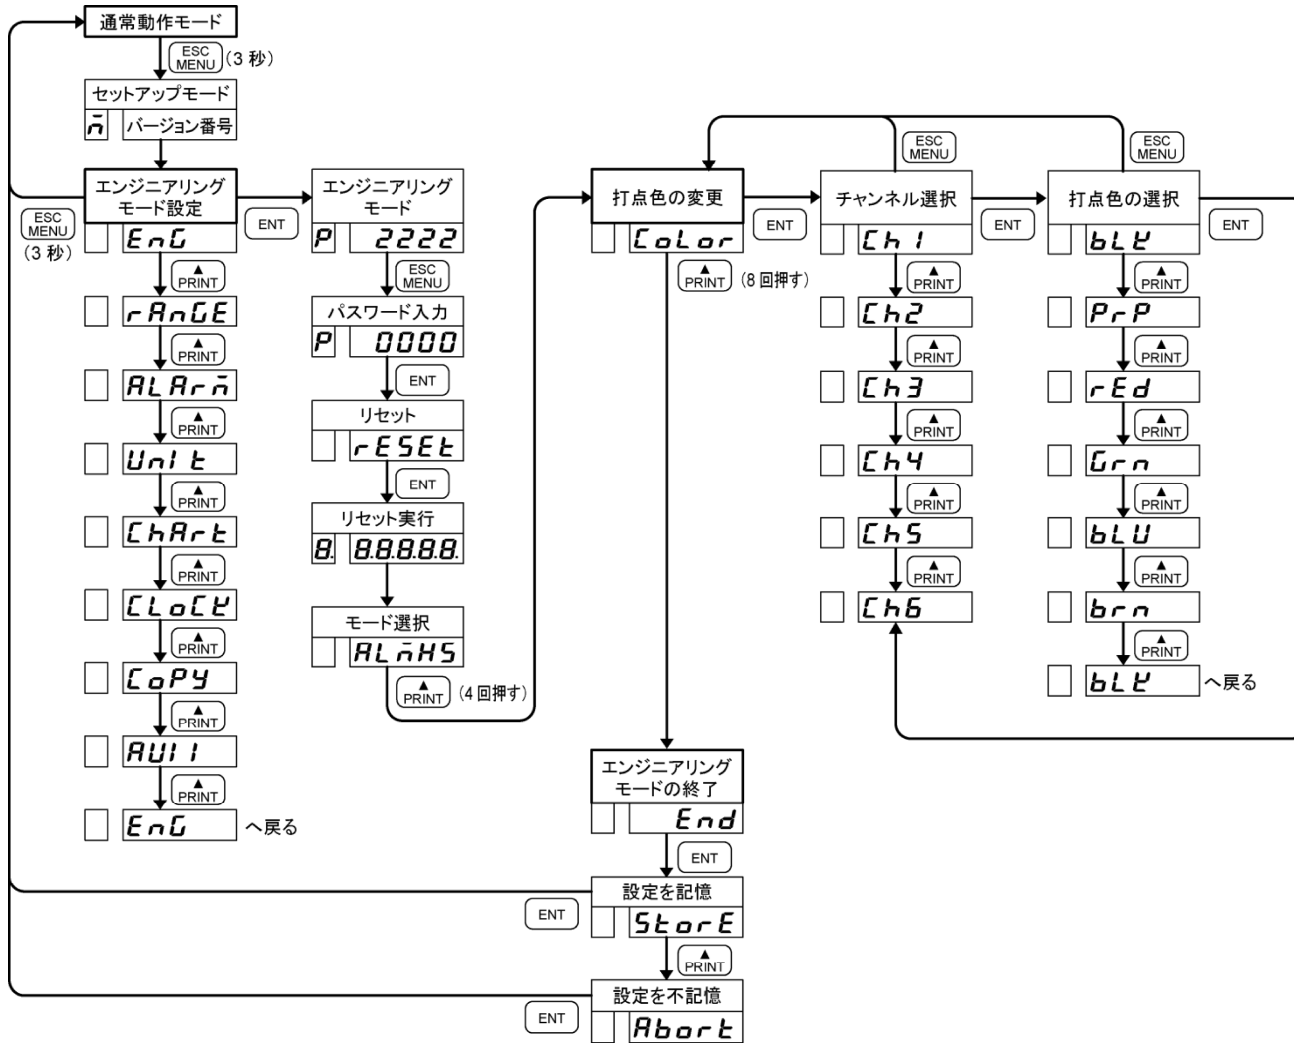 通常動作モード
ESC
MENU
(3 秒)
セットアップモード
バージョン番号
エンジニアリング
モード設定
ESC
MENU
(3 秒)
EnG
▲
PRINT
rAnGE
▲
PRINT
ALArm
▲
PRINT
UnIt
▲
PRINT
ChArt
▲
PRINT
CLoCK
▲
PRINT
CoPY
▲
PRINT
AUI1
▲
PRINT
EnG へ戻る
ENT
エンジニアリング
モード
P 2222
ESC
MENU
パスワード入力
P 0000
ENT
リセット
rESEt
ENT
リセット実行
8. 8.8.8.8.8.
モード選択
ALmHS
▲
PRINT
(4 回押す)
打点色の変更
CoLor
▲
PRINT
(8 回押す)
エンジニアリング
モードの終了
End
ENT
設定を記憶
StorE
ENT
▲
PRINT
設定を不記憶
Abort
ENT
ENT
ESC
MENU
チャンネル選択
Ch1
▲
PRINT
Ch2
▲
PRINT
Ch3
▲
PRINT
Ch4
▲
PRINT
Ch5
▲
PRINT
Ch6
ENT
ESC
MENU
打点色の選択
bLK
▲
PRINT
PrP
▲
PRINT
rEd
▲
PRINT
Grn
▲
PRINT
bLU
▲
PRINT
brn
▲
PRINT
bLK へ戻る
ENT